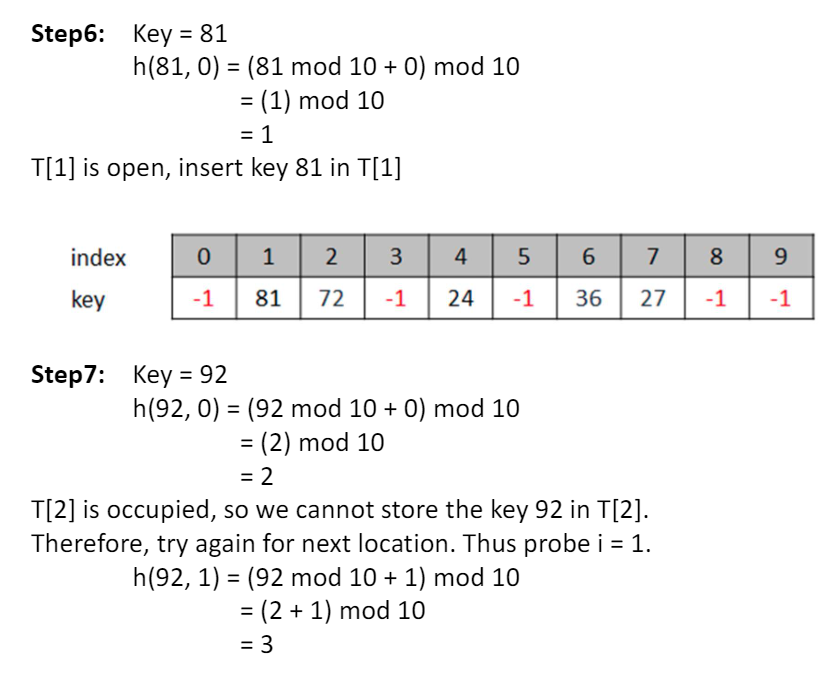 Step6: Key = 81
h(81, 0) = (81 mod 10 + 0) mod 10
= (1) mod 10
= 1
T[1] is open, insert key 81 in T[1]
index 0 1 2 3 4 5 6 7 8 9
key -1 81 72 -1 24 -1 36 27 -1 -1
Step7: Key = 92
h(92, 0) = (92 mod 10 + 0) mod 10
= (2) mod 10
= 2
T[2] is occupied, so we cannot store the key 92 in T[2].
Therefore, try again for next location. Thus probe i = 1.
h(92, 1) = (92 mod 10 + 1) mod 10
= (2 + 1) mod 10
= 3